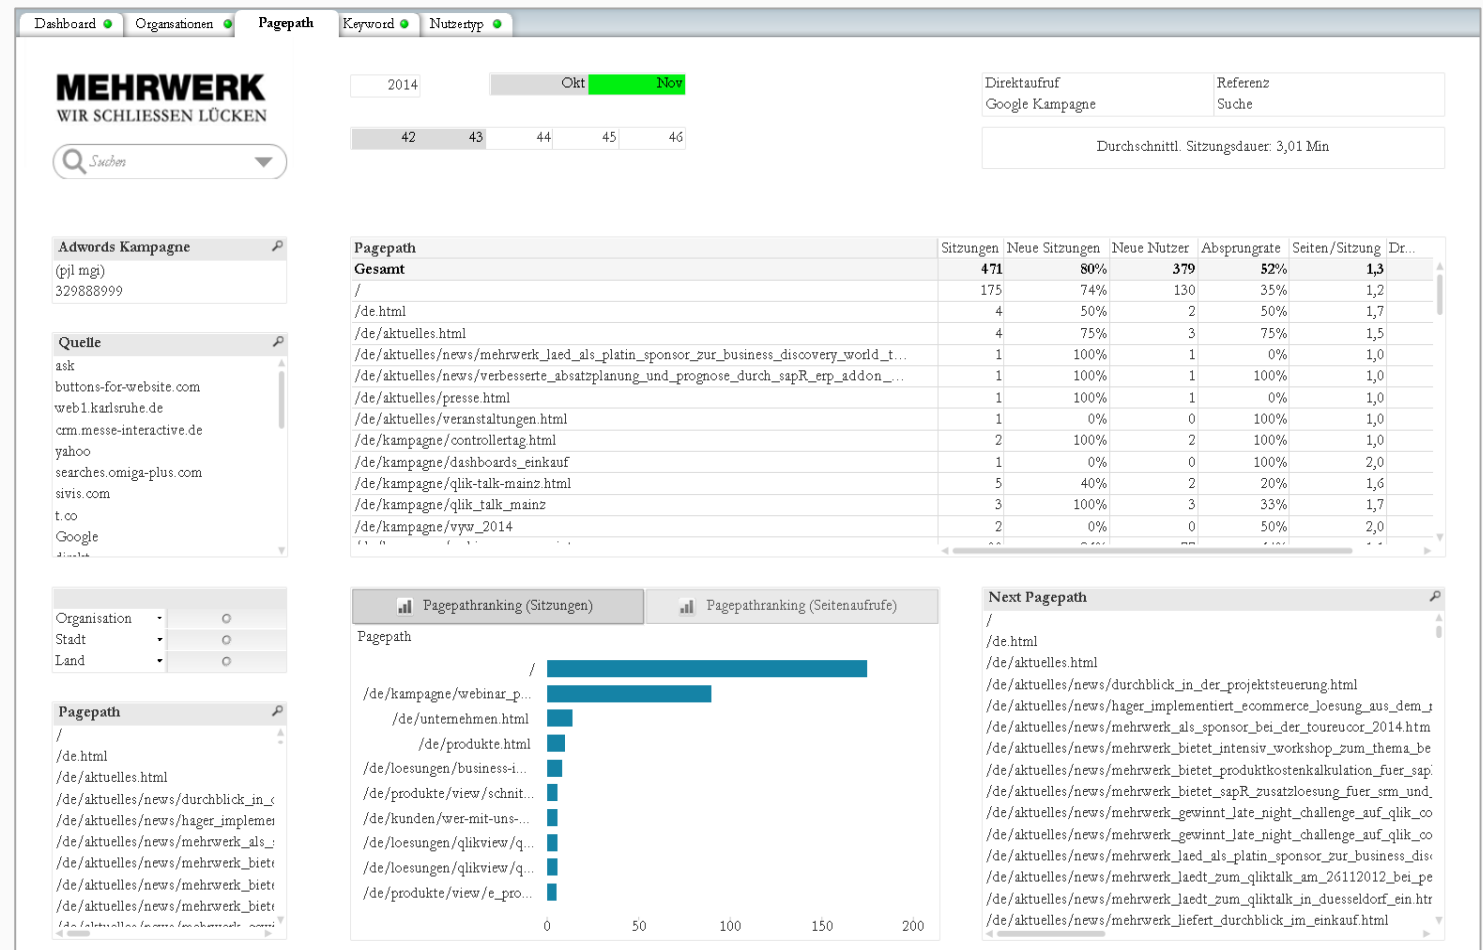 Dashboard
Organsationen
Pagepath
Keyword
Nutzertyp
MEHRWERK
WIR SCHLIESSEN LÜCKEN
Suchen
2014
Okt Nov
42 43 44 45 46
Direktaufruf Referenz
Google Kampagne Suche
Durchschnittl. Sitzungsdauer: 3,01 Min
Adwords Kampagne
(pjl mgi)
329888999
Quelle
ask
buttons-for-website.com
web1.karlsruhe.de
crm.messe-interactive.de
yahoo
searches.omiga-plus.com
sivis.com
t.co
Google
direkt
Pagepath Sitzungen Neue Sitzungen Neue Nutzer Absprungrate Seiten/Sitzung Dr...
Gesamt 471 80% 379 52% 1,3
/ 175 74% 130 35% 1,2
/de.html 4 50% 2 50% 1,7
/de/aktuelles.html 4 75% 3 75% 1,5
/de/aktuelles/news/mehrwerk_laed_als_platin_sponsor_zur_business_discovery_world_t... 1 100% 1 0% 1,0
/de/aktuelles/news/verbesserte_absatzplanung_und_prognose_durch_sapR_erp_addon_... 1 100% 1 100% 1,0
/de/aktuelles/presse.html 1 100% 1 0% 1,0
/de/aktuelles/veranstaltungen.html 1 0% 0 100% 1,0
/de/kampagne/controllertag.html 2 100% 2 100% 1,0
/de/kampagne/dashboards_einkauf 1 0% 0 100% 2,0
/de/kampagne/qlik-talk-mainz.html 5 40% 2 20% 1,6
/de/kampagne/qlik_talk_mainz 3 100% 3 33% 1,7
/de/kampagne/vyw_2014 2 0% 0 50% 2,0
Organisation
Stadt
Land
Pagepath
/
/de.html
/de/aktuelles.html
/de/aktuelles/news/durchblick_in_c
/de/aktuelles/news/hager_implemen
/de/aktuelles/news/mehrwerk_als_s
/de/aktuelles/news/mehrwerk_biete
/de/aktuelles/news/mehrwerk_biete
/de/aktuelles/news/mehrwerk_biete
Pagepathranking (Sitzungen)
Pagepathranking (Seitenaufrufe)
Pagepath
/
/de/kampagne/webinar_p...
/de/unternehmen.html
/de/produkte.html
/de/loesungen/business-i...
/de/produkte/view/schnit...
/de/kunden/wer-mit-uns-...
/de/loesungen/qlikview/q...
/de/loesungen/qlikview/q...
/de/produkte/view/e_pro...
0 50 100 150 200
Next Pagepath
/
/de.html
/de/aktuelles.html
/de/aktuelles/news/durchblick_in_der_projektsteuerung.html
/de/aktuelles/news/hager_implementiert_ecommerce_loesung_aus_dem_r
/de/aktuelles/news/mehrwerk_als_sponsor_bei_der_toureucor_2014.htm
/de/aktuelles/news/mehrwerk_bietet_intensiv_workshop_zum_thema_be
/de/aktuelles/news/mehrwerk_bietet_produktkostenkalkulation_fuer_sap
/de/aktuelles/news/mehrwerk_bietet_sapR_zusatzloesung_fuer_srm_und_
/de/aktuelles/news/mehrwerk_gewinnt_late_night_challenge_auf_qlik_co
/de/aktuelles/news/mehrwerk_gewinnt_late_night_challenge_auf_qlik_co
/de/aktuelles/news/mehrwerk_laed_als_platin_sponsor_zur_business_disc
/de/aktuelles/news/mehrwerk_laedt_zum_qliktalk_am_26112012_bei_pe
/de/aktuelles/news/mehrwerk_laedt_zum_qliktalk_in_duesseldorf_ein.htr
/de/aktuelles/news/mehrwerk_liefert_durchblick_im_einkauf.html